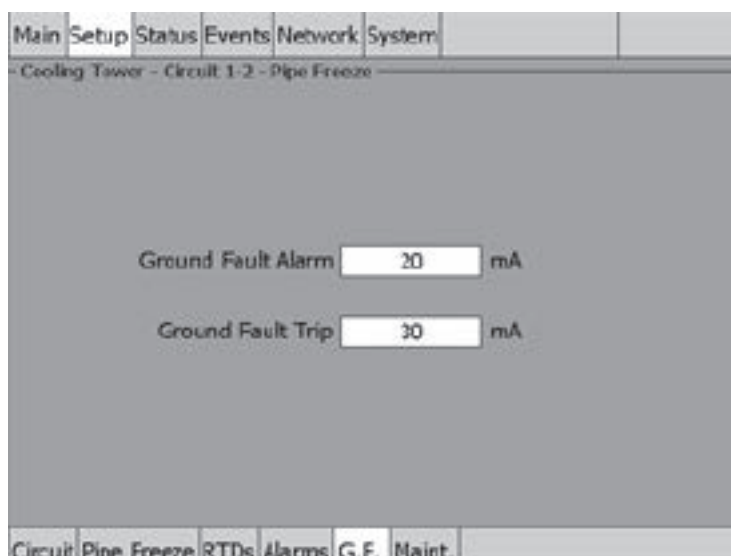 Main Setup Status Events Network System
Cooling Tower - Circuit 1-2 - Pipe Freeze
Ground Fault Alarm 20 mA
Ground Fault Trip 30 mA
Circuit Pipe Freeze RTDs Alarms G.F. Maint.